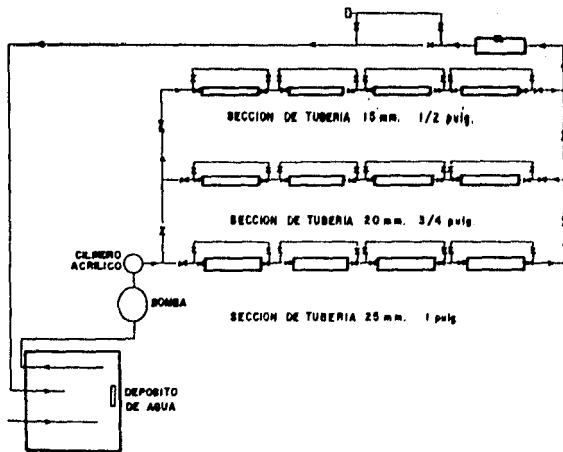 SECCION DE TUBERIA 15 mm. 1/2 pulg.
SECCION DE TUBERIA 20 mm. 3/4 pulg.
CILINDRO
ACRILICO
BOMBA
SECCION DE TUBERIA 25 mm. 1 pulg
DEPOSITO
DE AGUA